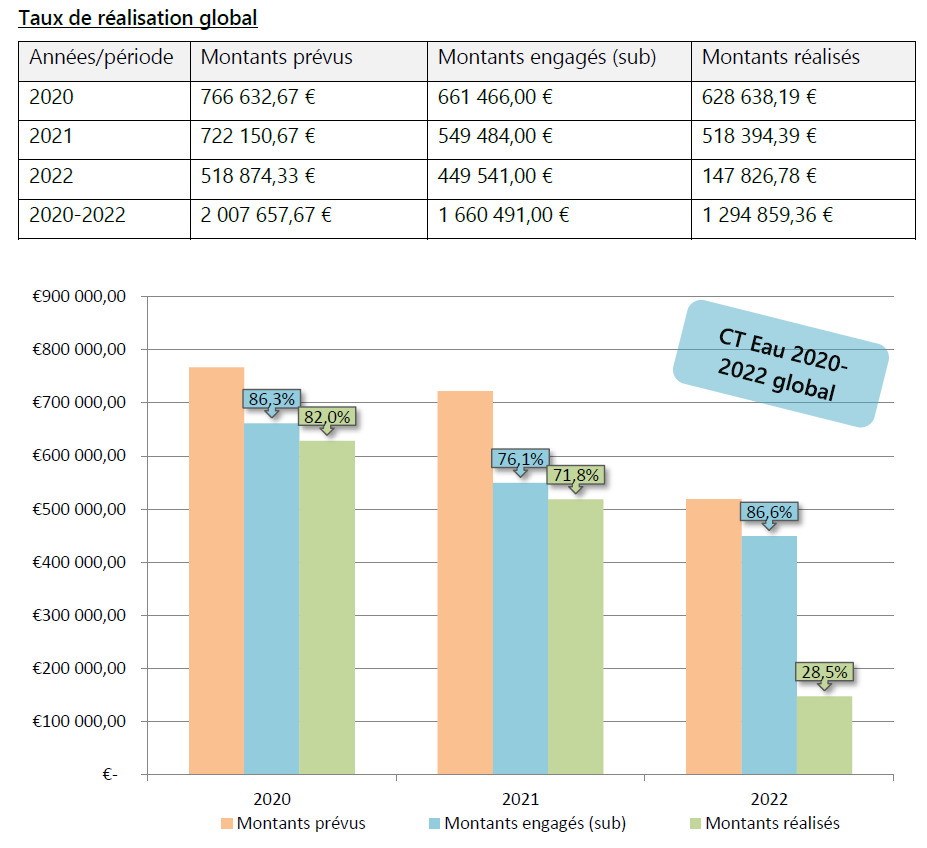 Taux de réalisation global
Années/période Montants prévus Montants engagés (sub) Montants réalisés
2020 766 632,67 € 661 466,00 € 628 638,19 €
2021 722 150,67 € 549 484,00 € 518 394,39 €
2022 518 874,33 € 449 541,00 € 147 826,78 €
2020-2022 2 007 657,67 € 1 660 491,00 € 1 294 859,36 €
€900 000,00
€800 000,00
€700 000,00
€600 000,00
€500 000,00
€400 000,00
€300 000,00
€200 000,00
€100 000,00
€-
CT Eau 2020-
2022 global
86,3%
82,0%
76,1%
71,8%
86,6%
28,5%
2020 2021 2022
Montants prévus Montants engagés (sub) Montants réalisés